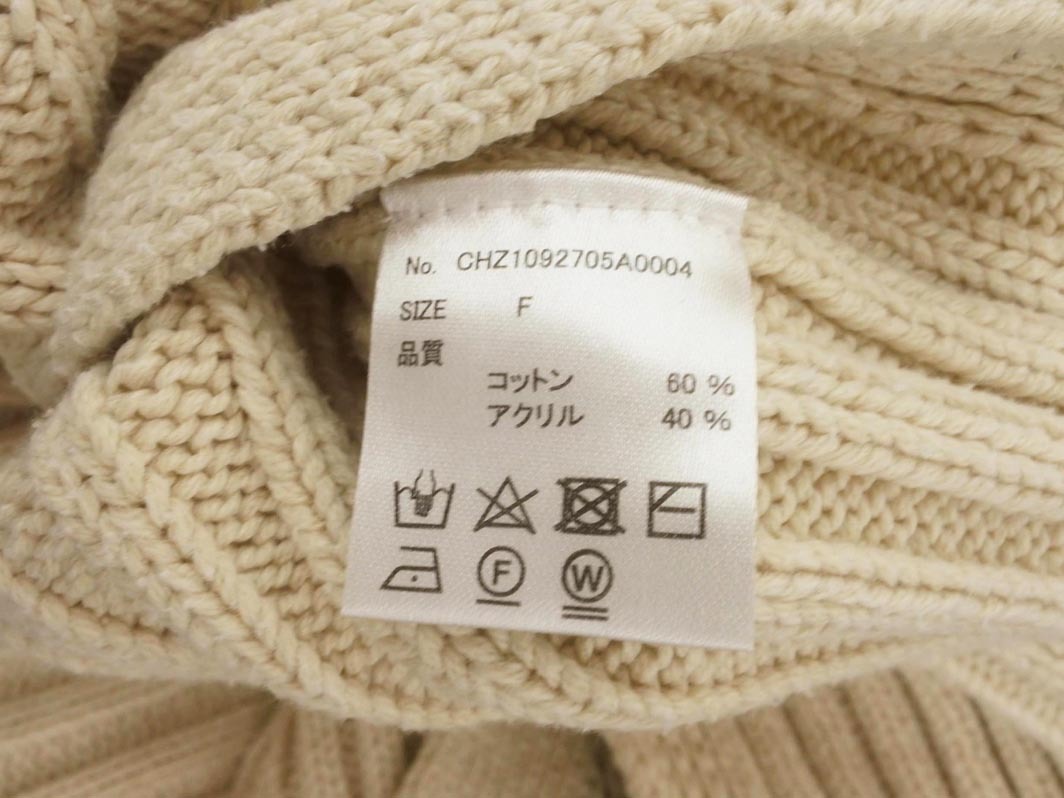 No. CHZ1092705A0004
SIZE F
品質
コットン 60 %
アクリル 40 %
F W